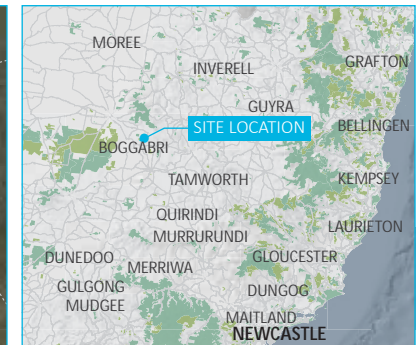 MOREE
INVERELL
GRAFTON
GUYRA
SITE LOCATION
BELLINGEN
BOGGABRI
TAMWORTH
KEMPSEY
QUIRINDI
MURRURUNDI
LAURIETON
DUNEDOO
MERRIWA
GLOUCESTER
GULGONG
MUDGEE
DUNGOG
MAITLAND
NEWCASTLE